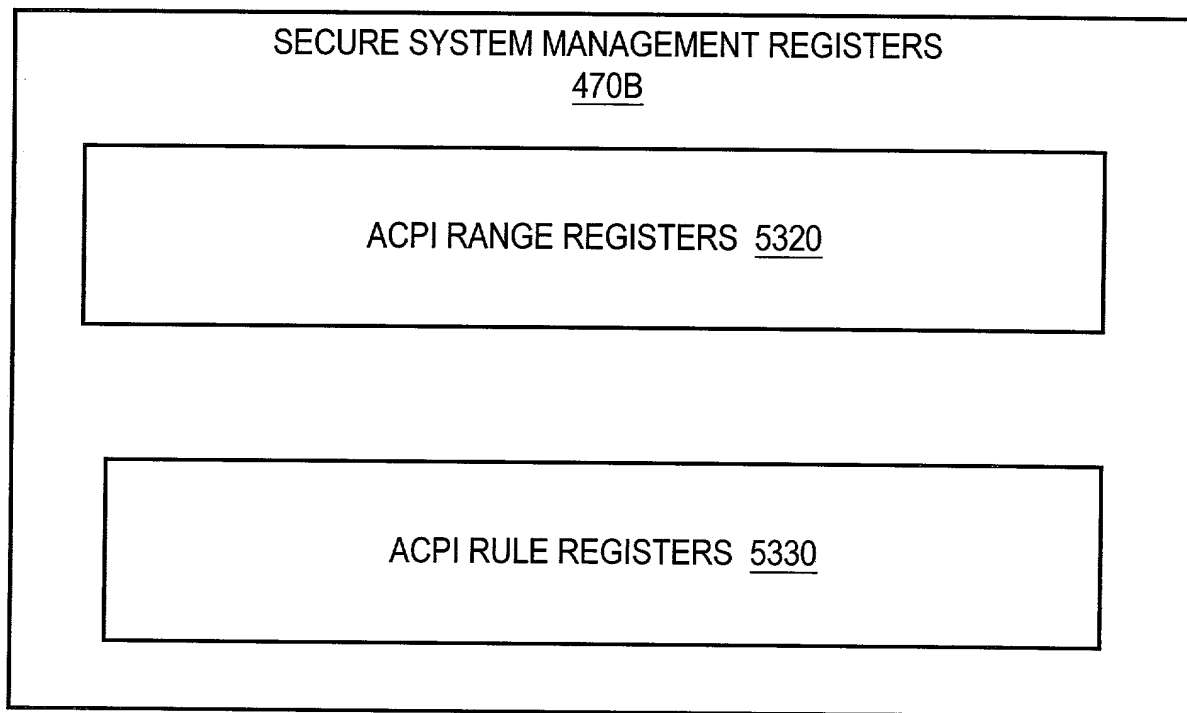 SECURE SYSTEM MANAGEMENT REGISTERS
470B
ACPI RANGE REGISTERS 5320
ACPI RULE REGISTERS 5330